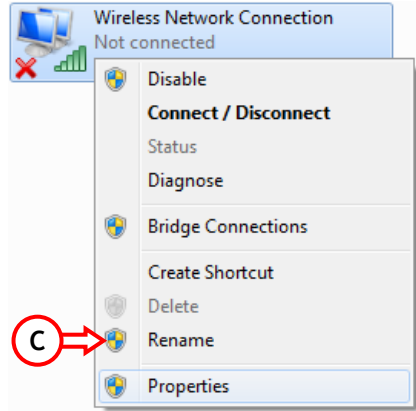 Wireless Network Connection
Not connected
Disable
Connect / Disconnect
Status
Diagnose
Bridge Connections
Create Shortcut
Delete
C
Rename
Properties